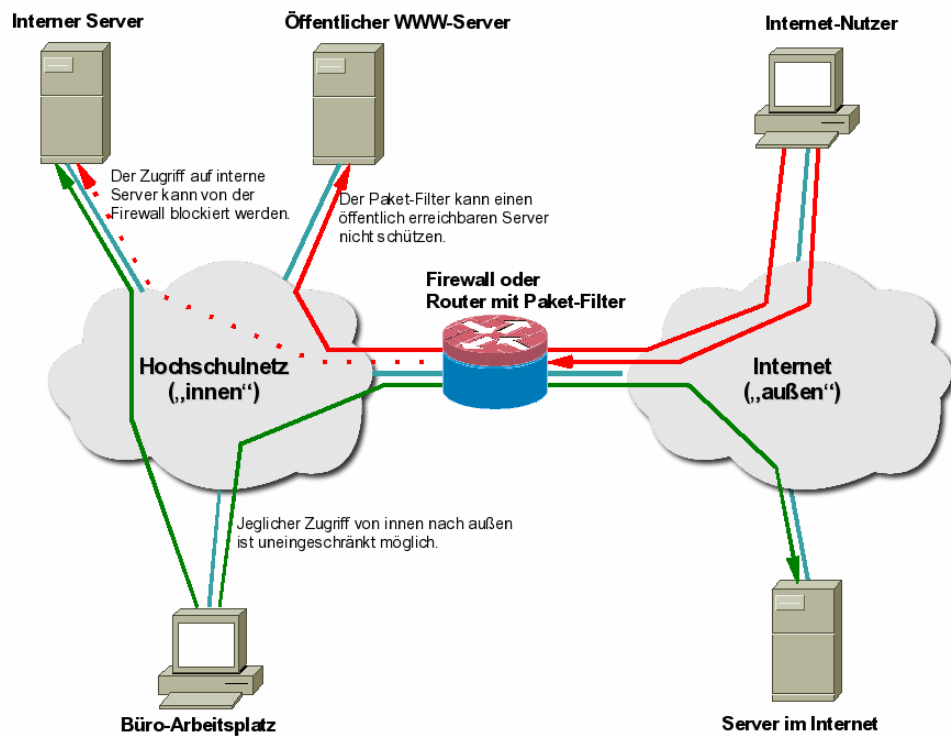 Interner Server
Öffentlicher WWW-Server
Internet-Nutzer
Der Zugriff auf interne
Server kann von der
Firewall blockiert werden.
Der Paket-Filter kann einen
öffentlich erreichbaren Server
nicht schützen.
Firewall oder
Router mit Paket-Filter
Hochschulnetz
(„innen“)
Internet
(„außen“)
Jeglicher Zugriff von innen nach außen
ist uneingeschränkt möglich.
Büro-Arbeitsplatz
Server im Internet